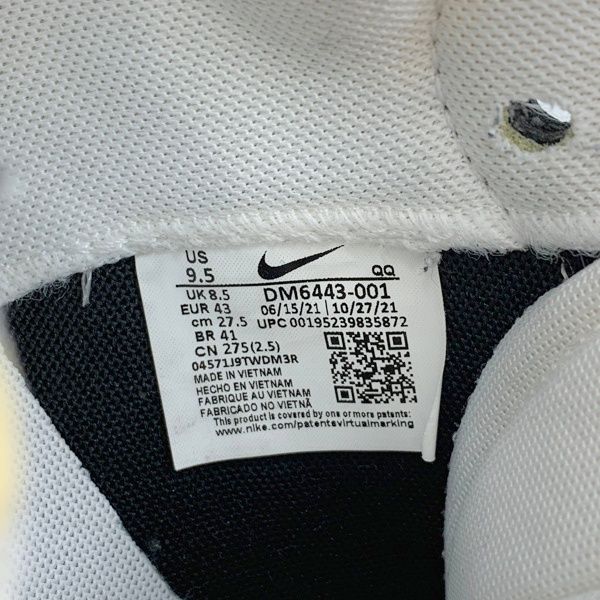 US
9.5
QQ
UK 8.5 DM6443-001
EUR 43 06/15/21 | 10/27/21
cm 27.5 UPC 00195239835872
BR 41
CN 275(2.5)
04571J9TWDM3R
MADE IN VIETNAM
HECHO EN VIETNAM
FABRIQUE AU VIETNAM
FABRICADO NO VIETNÃ
This product is covered by one or more patents:
www.nike.com/patentsvirtualmarking